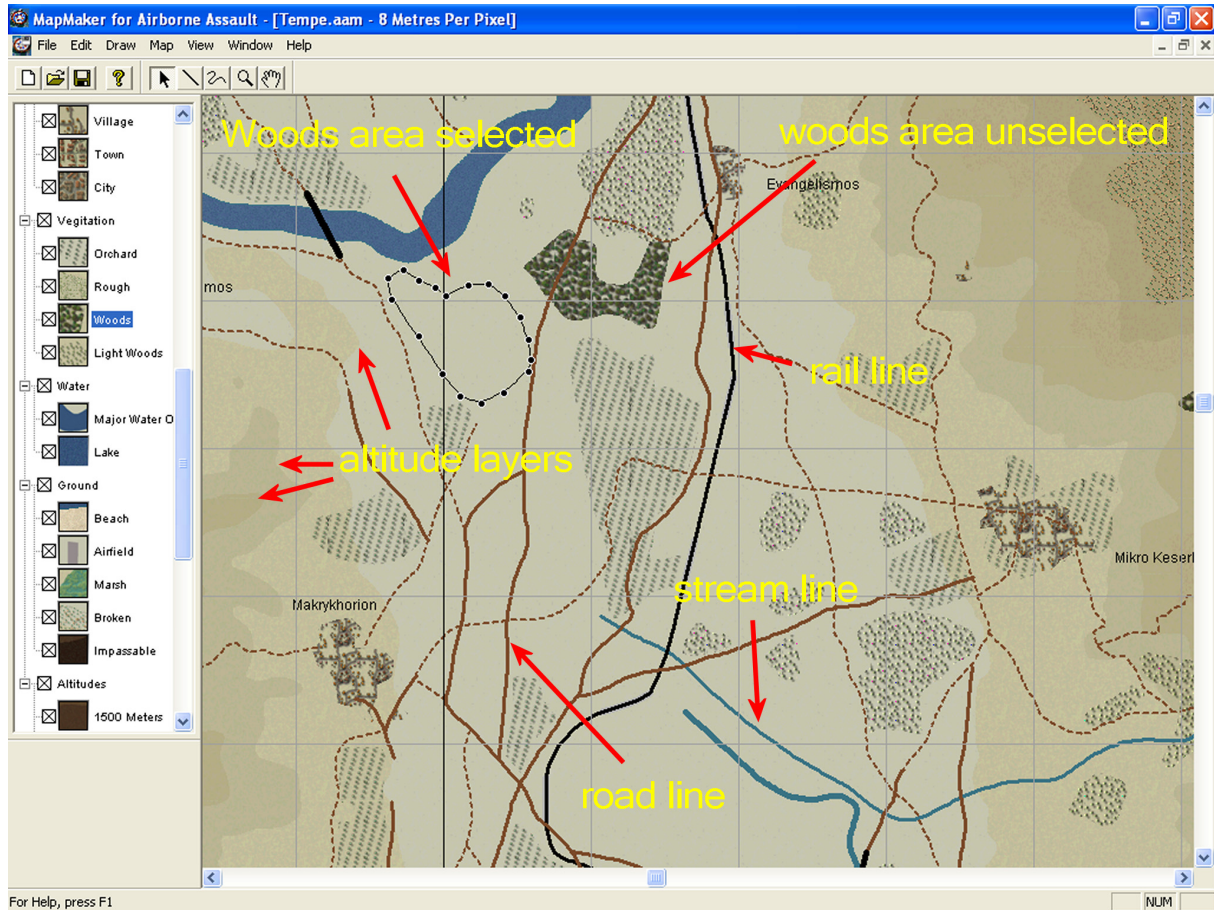 MapMaker for Airborne Assault - [Tempe.aam - 8 Metres Per Pixel]
File Edit Draw Map View Window Help
Village
Town
City
Vegitation
Orchard
Rough
Woods
Light Woods
Water
Major Water O
Lake
Ground
Beach
Airfield
Marsh
Broken
Impassable
Altitudes
1500 Meters
Woods area selected
woods area unselected
Evangelismos
mos
rail line
altitude layers
Mikro Keserl
stream line
Makrykhorion
road line
For Help, press F1
NUM